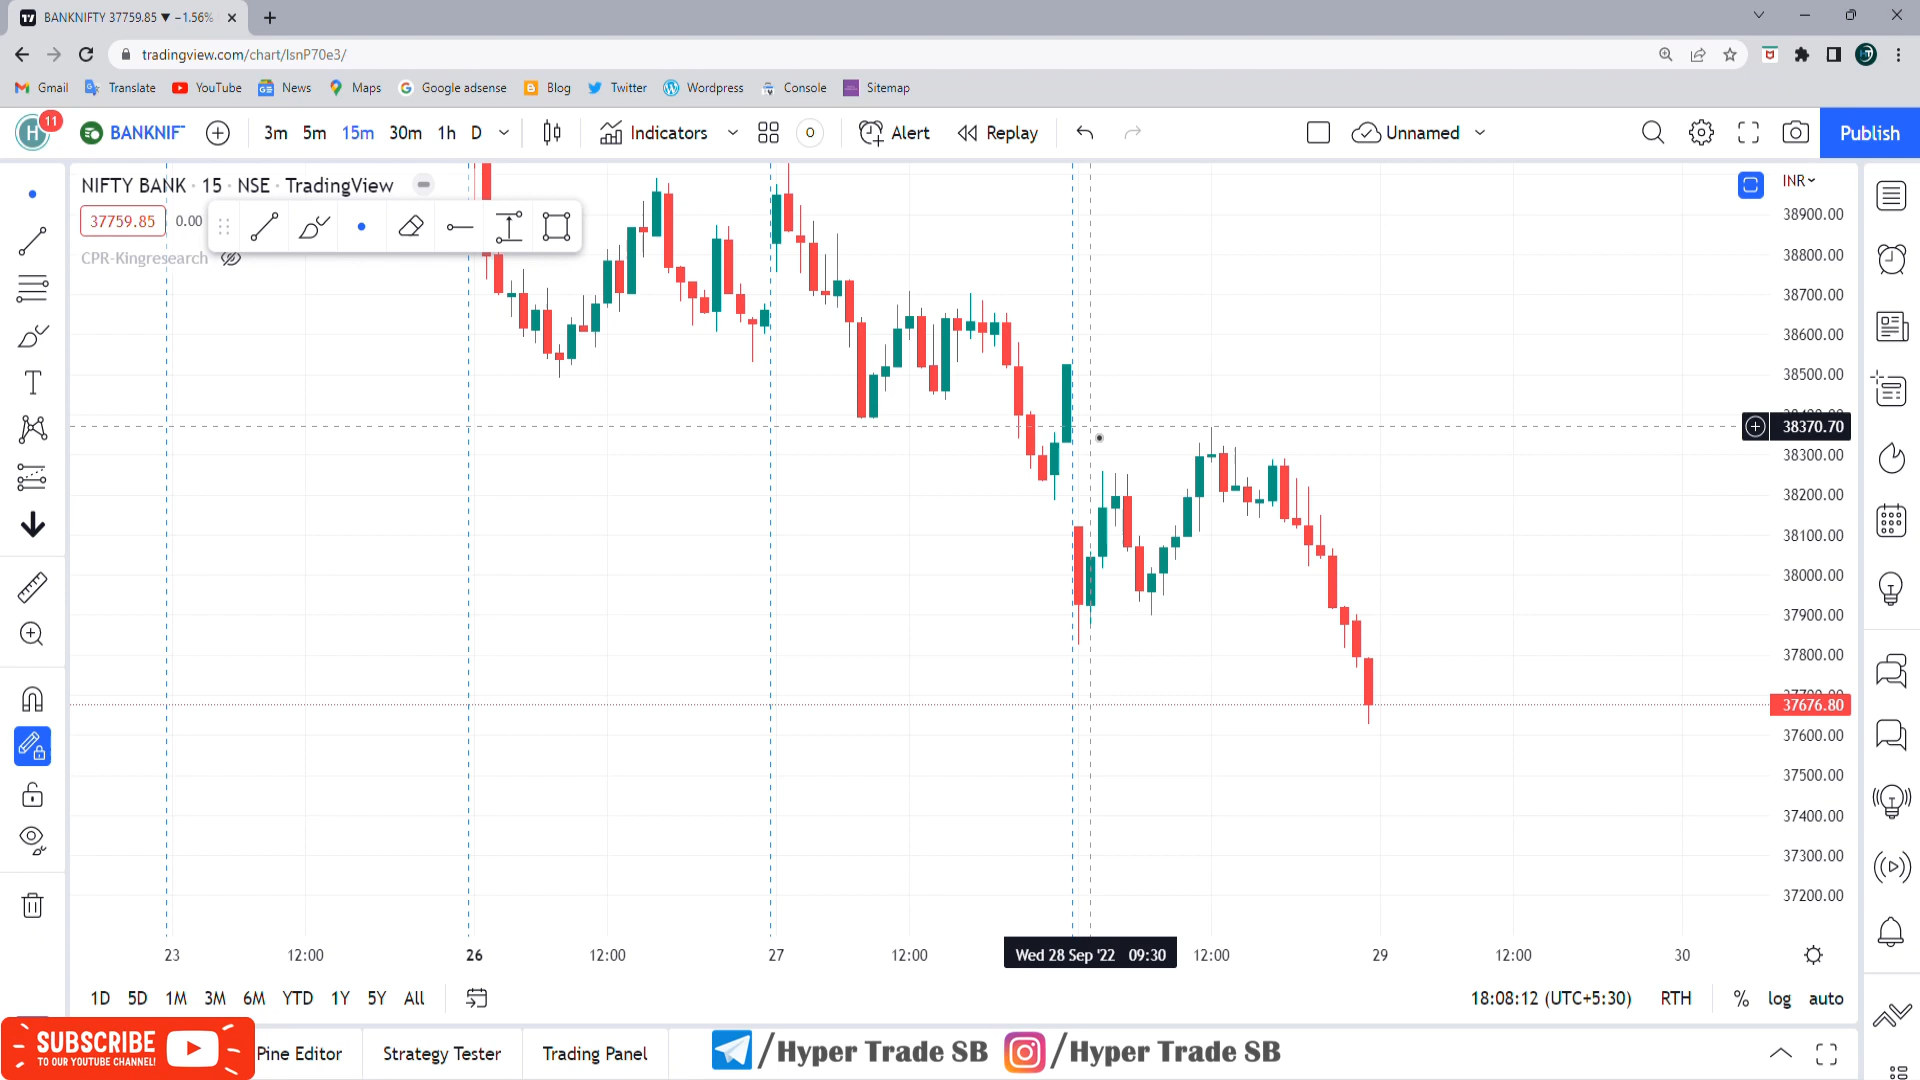 BANKNIFTY 37759.85 ▼ −1.56%
tradingview.com/chart/IsnP70e3/
Gmail Translate YouTube News Maps Google adsense Blog Twitter Wordpress Console Sitemap
H 11 BANKNIF 3m 5m 15m 30m 1h D Indicators O Alert Replay Unnamed Publish
NIFTY BANK · 15 · NSE · TradingView
INR
37759.85 0.00
CPR-Kingresearch
38900.00
38800.00
38700.00
38600.00
38500.00
38370.70
38300.00
38200.00
38100.00
38000.00
37900.00
37800.00
37676.80
37600.00
37500.00
37400.00
37300.00
37200.00
23 12:00 26 12:00 27 12:00 Wed 28 Sep '22 09:30 12:00 29 12:00 30
1D 5D 1M 3M 6M YTD 1Y 5Y All
18:08:12 (UTC+5:30) RTH % log auto
SUBSCRIBE
TO OUR YOUTUBE CHANNEL!
Pine Editor Strategy Tester Trading Panel
/Hyper Trade SB /Hyper Trade SB